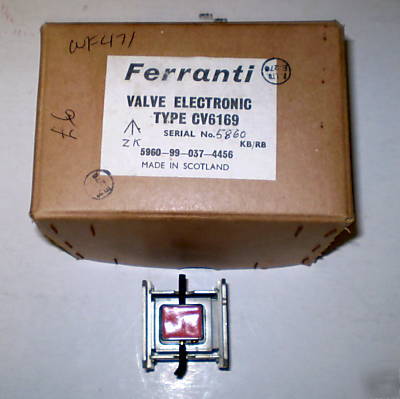 WF471
Ferranti
VALVE ELECTRONIC
TYPE CV6169
SERIAL No. 5860
ZK
KB/RB
5960-99-037-4456
MADE IN SCOTLAND